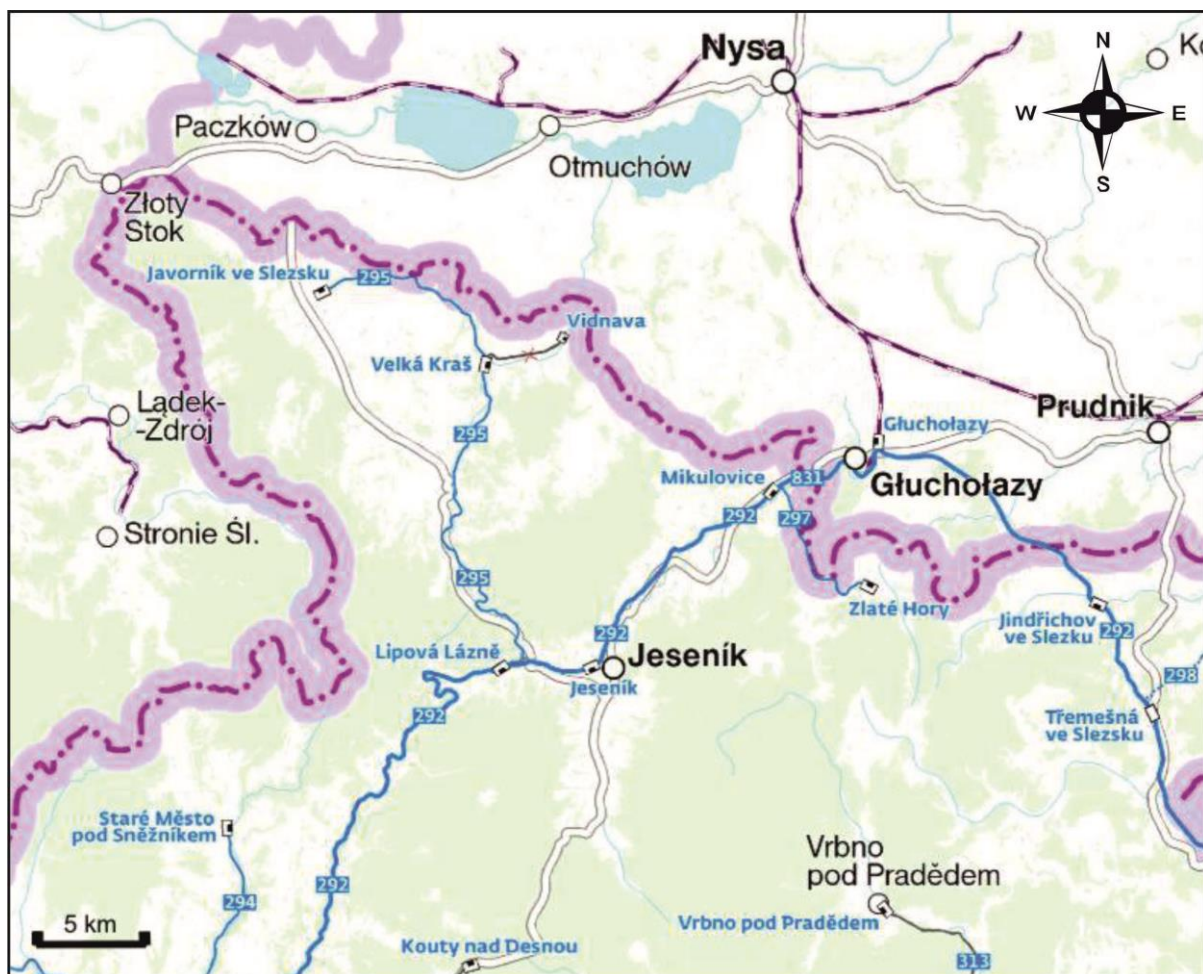 Nysa
N
W
E
S
Paczków
Otmuchów
Złoty
Stok
Javorník ve Slezsku
295
Vidnava
Velká Kraš
Lądek-
-Zdrój
295
Prudnik
Głuchołazy
Mikulovice
831
Głuchołazy
292
297
Stronie Śl.
295
Zlaté Hory
Jindřichov
ve Slezku
292
292
Lipová Lázně
Jeseník
Jeseník
298
292
Třemešná
ve Slezsku
Staré Město
pod Sněžníkem
Vrbno
pod Pradědem
292
294
5 km
Vrbno pod Pradědem
Kouty nad Desnou
313